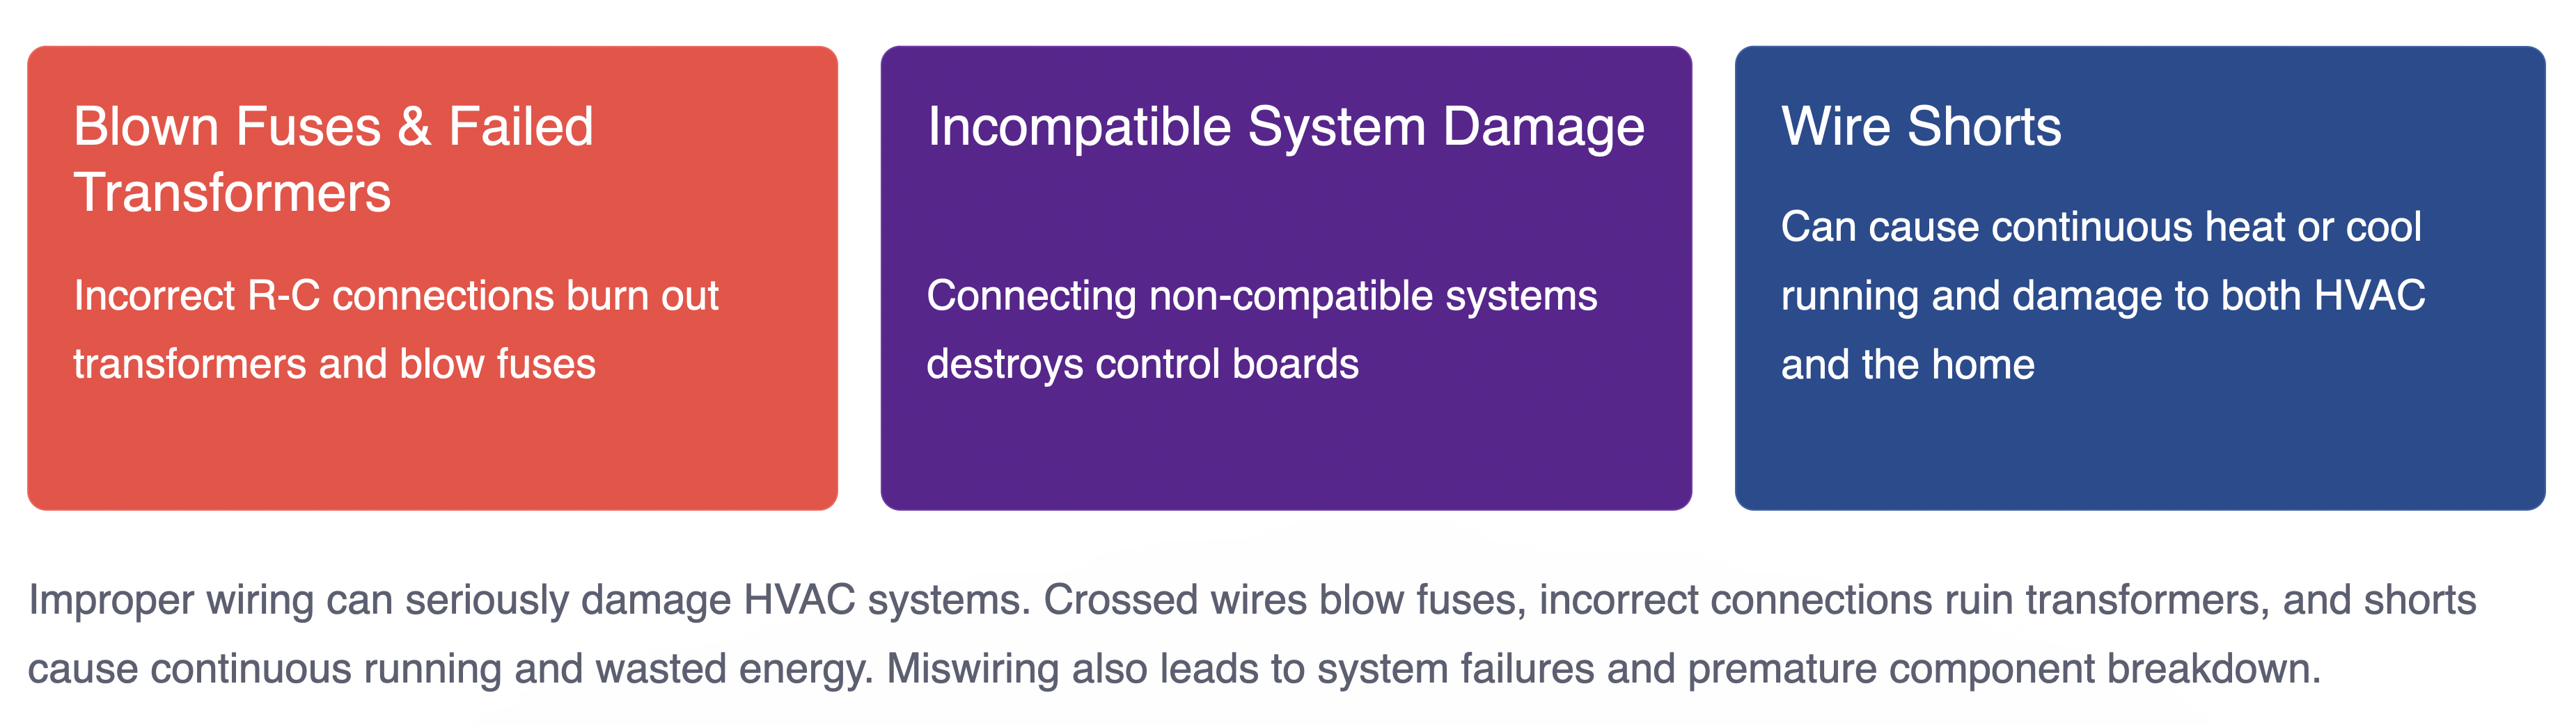 Blown Fuses & Failed
Transformers
Incorrect R-C connections burn out
transformers and blow fuses
Incompatible System Damage
Connecting non-compatible systems
destroys control boards
Wire Shorts
Can cause continuous heat or cool
running and damage to both HVAC
and the home
Improper wiring can seriously damage HVAC systems. Crossed wires blow fuses, incorrect connections ruin transformers, and shorts
cause continuous running and wasted energy. Miswiring also leads to system failures and premature component breakdown.